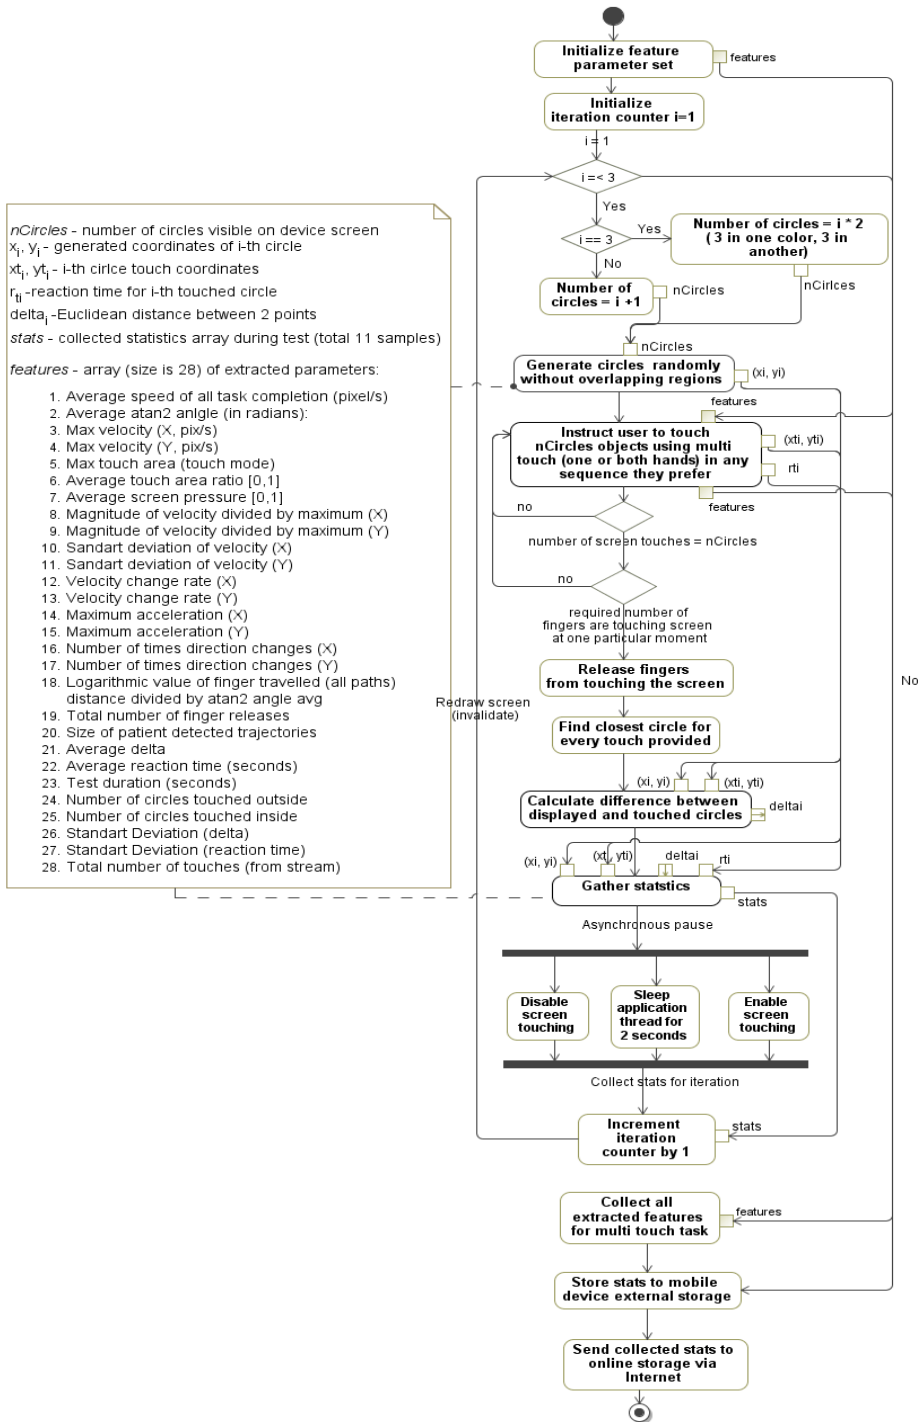 Initialize feature
parameter set
features
Initialize
iteration counter i=1
i = 1
i =< 3
Yes
i == 3
Yes
No
Number of circles = i * 2
( 3 in one color, 3 in
another)
Number of
circles = i +1
nCircles
nCirlces
nCircles
Generate circles  randomly
without overlapping regions
(xi, yi)
features
Instruct user to touch
nCircles objects using multi
touch (one or both hands) in any
sequence they prefer
(xti, yti)
rti
features
no
number of screen touches = nCircles
no
required number of
fingers are touching screen
at one particular moment
Release fingers
from touching the screen
No
Redraw screen
(invalidate)
Find closest circle for
every touch provided
(xi, yi)
(xti, yti)
Calculate difference between
displayed and touched circles
deltai
(xi, yi)
(xti, yti)
deltai
rti
Gather statstics
stats
Asynchronous pause
Disable
screen
touching
Sleep
application
thread for
2 seconds
Enable
screen
touching
Collect stats for iteration
Increment
iteration
counter by 1
stats
Collect all
extracted features
for multi touch task
features
Store stats to mobile
device external storage
Send collected stats to
online storage via
Internet
nCircles - number of circles visible on device screen
xi, yi - generated coordinates of i-th circle
xti, yti - i-th cirlce touch coordinates
rti -reaction time for i-th touched circle
deltai -Euclidean distance between 2 points
stats - collected statistics array during test (total 11 samples)
features - array (size is 28) of extracted parameters:
1. Average speed of all task completion (pixel/s)
2. Average atan2 anlgle (in radians):
3. Max velocity (X, pix/s)
4. Max velocity (Y, pix/s)
5. Max touch area (touch mode)
6. Average touch area ratio [0,1]
7. Average screen pressure [0,1]
8. Magnitude of velocity divided by maximum (X)
9. Magnitude of velocity divided by maximum (Y)
10. Sandart deviation of velocity (X)
11. Sandart deviation of velocity (Y)
12. Velocity change rate (X)
13. Velocity change rate (Y)
14. Maximum acceleration (X)
15. Maximum acceleration (Y)
16. Number of times direction changes (X)
17. Number of times direction changes (Y)
18. Logarithmic value of finger travelled (all paths)
distance divided by atan2 angle avg
19. Total number of finger releases
20. Size of patient detected trajectories
21. Average delta
22. Average reaction time (seconds)
23. Test duration (seconds)
24. Number of circles touched outside
25. Number of circles touched inside
26. Standart Deviation (delta)
27. Standart Deviation (reaction time)
28. Total number of touches (from stream)